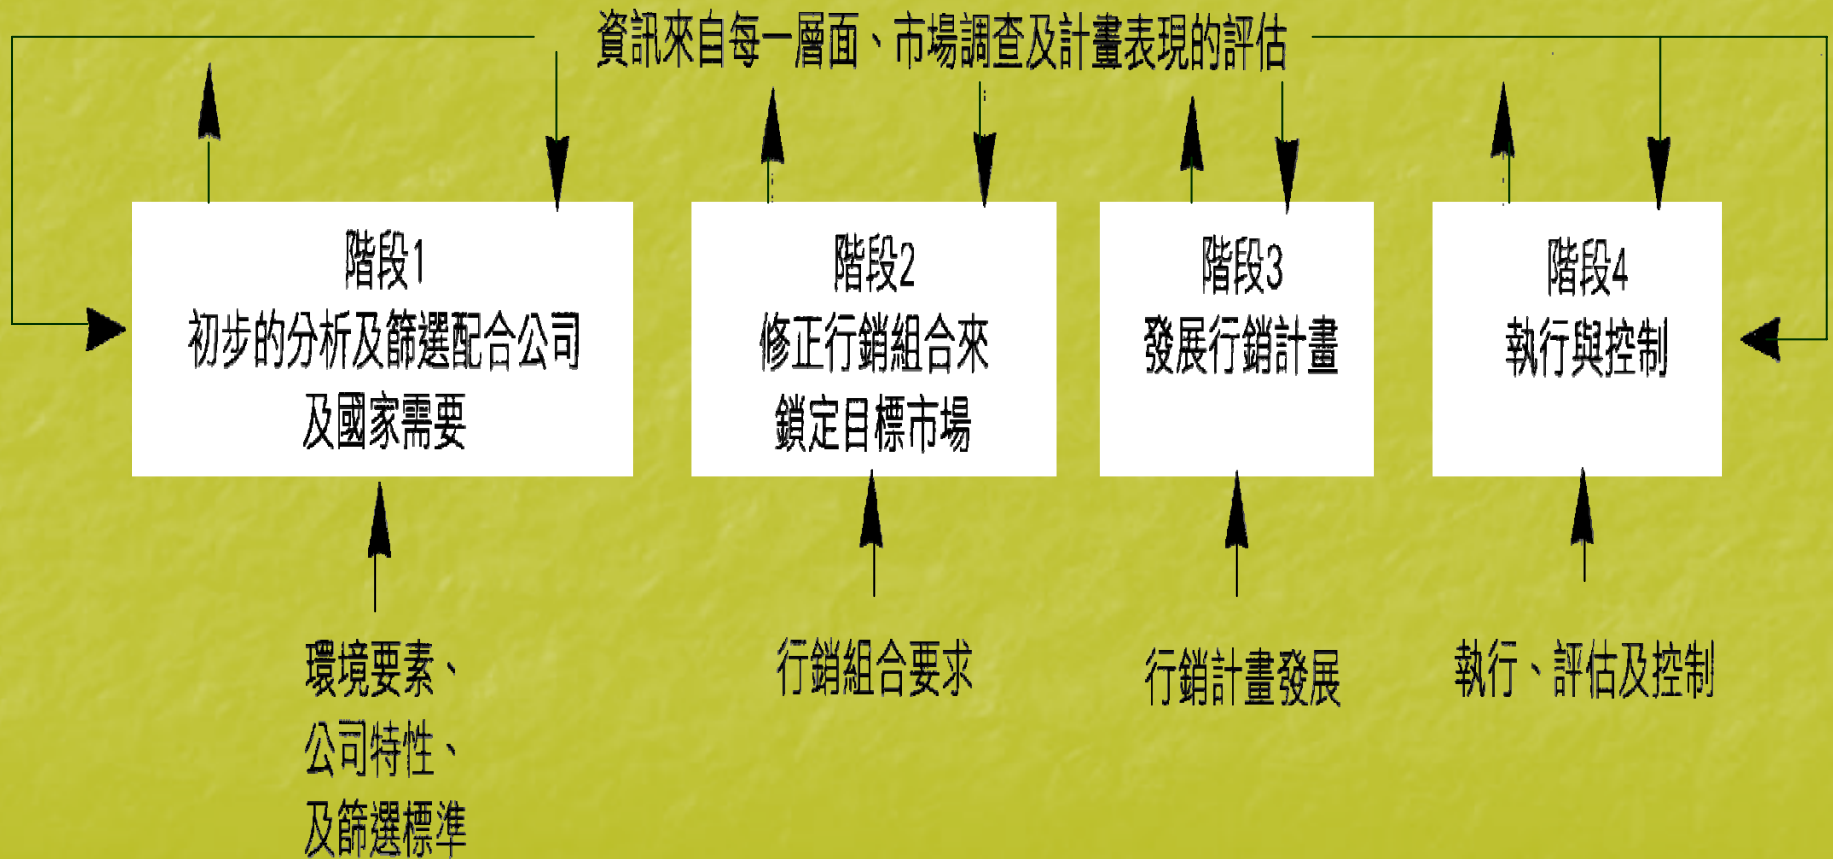 資訊來自每一層面、市場調查及計畫表現的評估
階段1
初步的分析及篩選配合公司
及國家需要
階段2
修正行銷組合來
鎖定目標市場
階段3
發展行銷計畫
階段4
執行與控制
環境要素、
公司特性、
及篩選標準
行銷組合要求
行銷計畫發展
執行、評估及控制